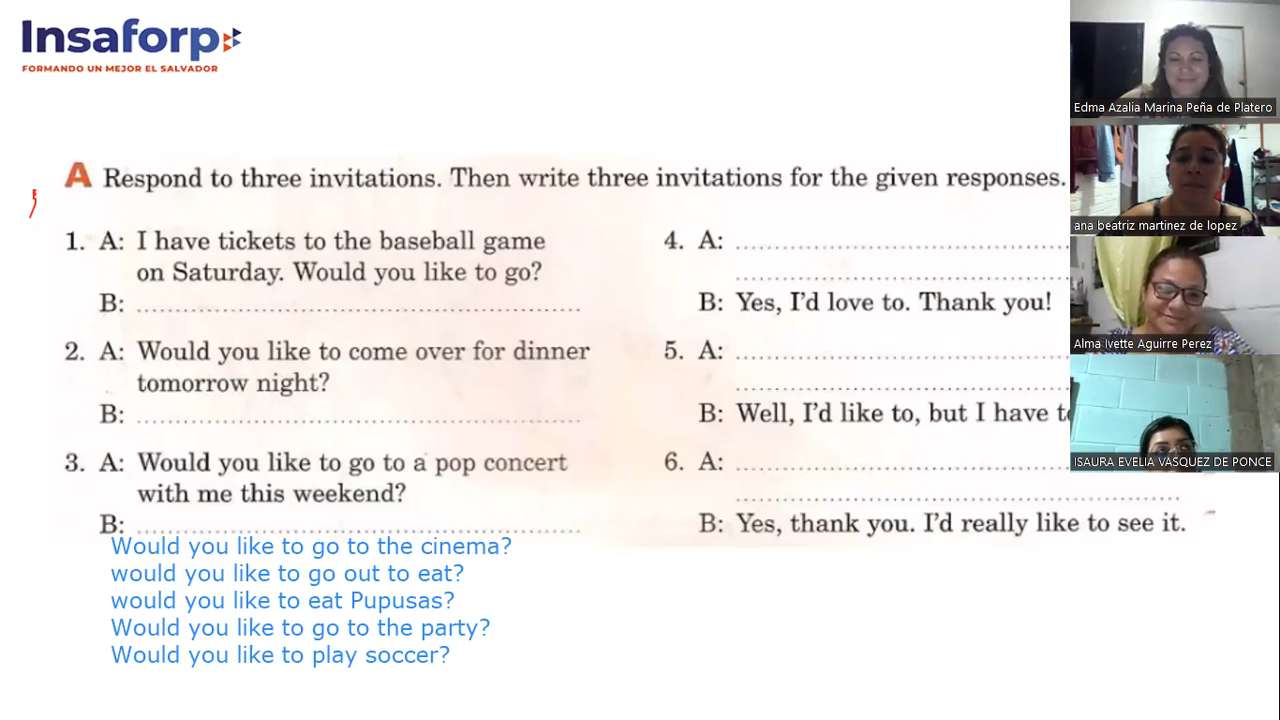 Insaforp
FORMANDO UN MEJOR EL SALVADOR
A Respond to three invitations. Then write three invitations for the given responses.
1. A: I have tickets to the baseball game
on Saturday. Would you like to go?
B:
2. A: Would you like to come over for dinner
tomorrow night?
B:
3. A: Would you like to go to a pop concert
with me this weekend?
B:
4. A:
B: Yes, I'd love to. Thank you!
5. A:
B: Well, I'd like to, but I have
6. A:
B: Yes, thank you. I'd really like to see it.
Would you like to go to the cinema?
would you like to go out to eat?
would you like to eat Pupusas?
Would you like to go to the party?
Would you like to play soccer?
Edma Azalia Marina Peña de Platero
ana beatriz martinez de lopez
Alma Ivette Aguirre Perez
ISAURA EVELIA VASQUEZ DE PONCE